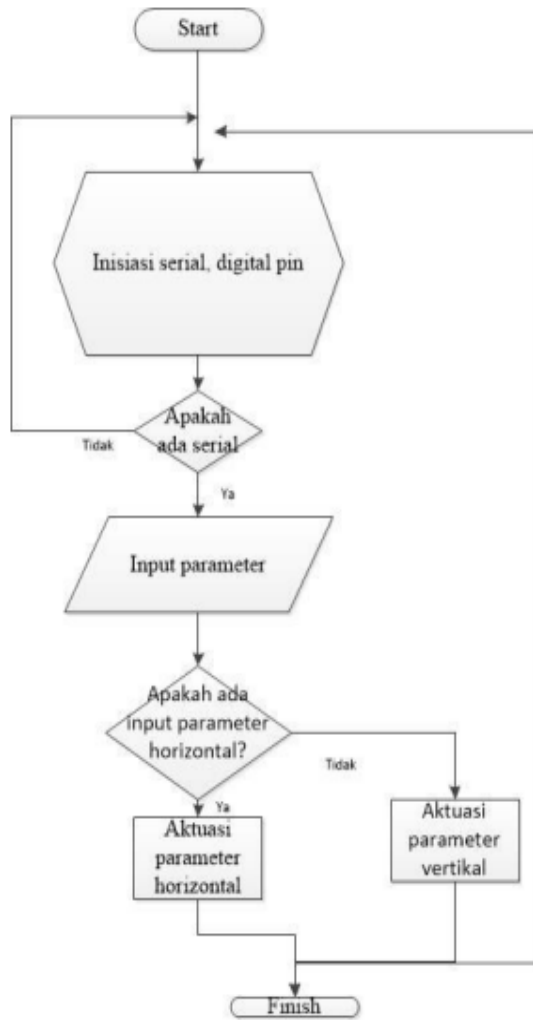 Start
Inisiasi serial, digital pin
Apakah
ada serial
Tidak
Ya
Input parameter
Apakah ada
input parameter
horizontal?
Tidak
Ya
Aktuasi
parameter
horizontal
Aktuasi
parameter
vertikal
Finish